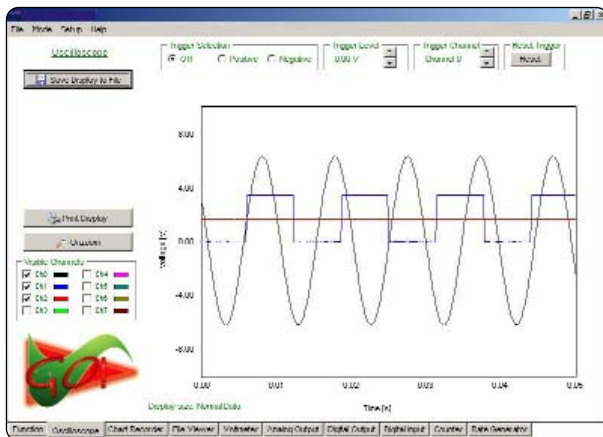 File Mode Setup Help
Oscilloscope
Save Display to File
Trigger Selection
Off Positive Negative
Trigger Level
0.00 V
Trigger Channel
Channel 0
Reset Trigger
Reset
Print Display
Unzoom
Visible Channels
Ch0 Ch4
Ch1 Ch5
Ch2 Ch6
Ch3 Ch7
Voltage [V]
8.00
4.00
0.00
-4.00
-8.00
0.00 0.01 0.02 0.03 0.04 0.05
Time [s]
Display size: Normal Data
Function Oscilloscope Chart Recorder File Viewer Voltmeter Analog Output Digital Output Digital Input Counter Rate Generator